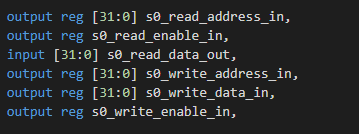 output reg [31:0] s0_read_address_in,
output reg s0_read_enable_in,
input [31:0] s0_read_data_out,
output reg [31:0] s0_write_address_in,
output reg [31:0] s0_write_data_in,
output reg s0_write_enable_in,